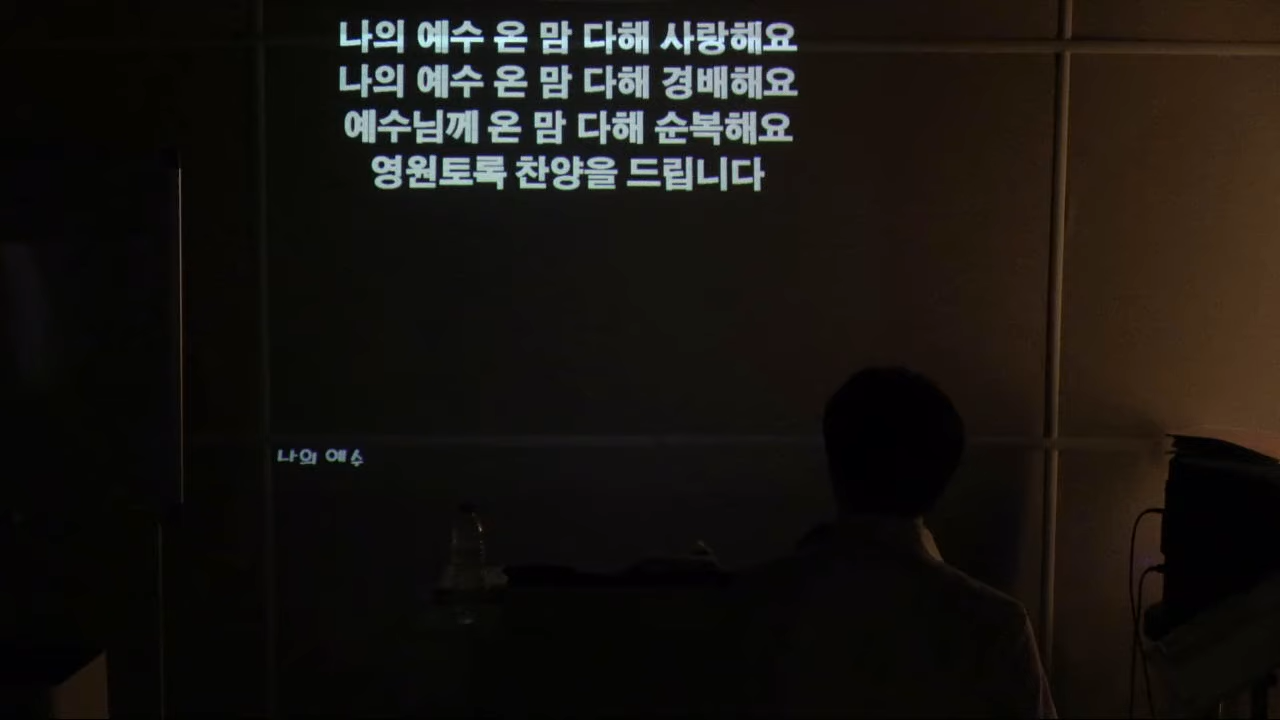 나의 예수 온 맘 다해 사랑해요
나의 예수 온 맘 다해 경배해요
예수님께 온 맘 다해 순복해요
영원토록 찬양을 드립니다
나의 예수